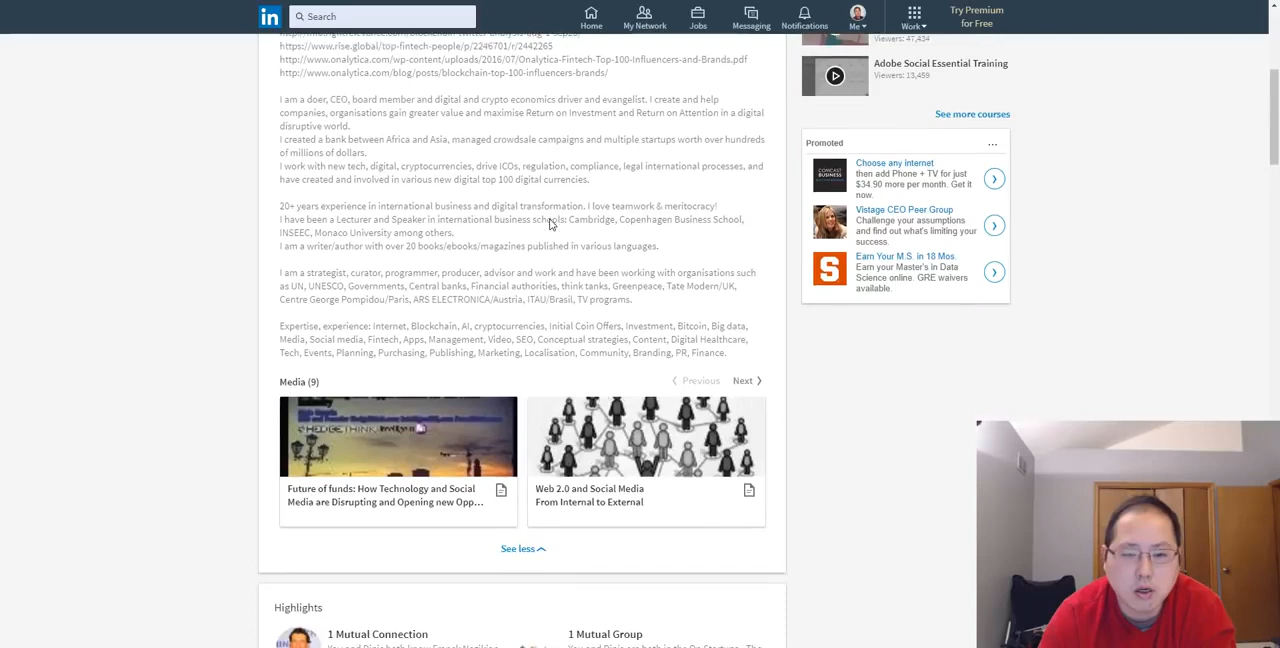 in
Search
Home
My Network
Jobs
Messaging
Notifications
Me
Work
Try Premium
for Free
https://www.rise.global/top-fintech-people/p/2246701/r/2442265
http://www.onalytica.com/wp-content/uploads/2016/07/Onalytica-Fintech-Top-100-Influencers-and-Brands.pdf
http://www.onalytica.com/blog/posts/blockchain-top-100-influencers-brands/
I am a doer, CEO, board member and digital and crypto economics driver and evangelist. I create and help
companies, organisations gain greater value and maximise Return on Investment and Return on Attention in a digital
disruptive world.
I created a bank between Africa and Asia, managed crowdsale campaigns and multiple startups worth over hundreds
of millions of dollars.
I work with new tech, digital, cryptocurrencies, drive ICOs, regulation, compliance, legal international processes, and
have created and involved in various new digital top 100 digital currencies.
20+ years experience in international business and digital transformation. I love teamwork & meritocracy!
I have been a Lecturer and Speaker in international business schools: Cambridge, Copenhagen Business School,
INSEEC, Monaco University among others.
I am a writer/author with over 20 books/ebooks/magazines published in various languages.
I am a strategist, curator, programmer, producer, advisor and work and have been working with organisations such
as UN, UNESCO, Governments, Central banks, Financial authorities, think tanks, Greenpeace, Tate Modern/UK,
Centre George Pompidou/Paris, ARS ELECTRONICA/Austria, ITAU/Brasil, TV programs.
Expertise, experience: Internet, Blockchain, AI, cryptocurrencies, Initial Coin Offers, Investment, Bitcoin, Big data,
Media, Social media, Fintech, Apps, Management, Video, SEO, Conceptual strategies, Content, Digital Healthcare,
Tech, Events, Planning, Purchasing, Publishing, Marketing, Localisation, Community, Branding, PR, Finance.
Media (9)
Previous
Next
Future of funds: How Technology and Social
Media are Disrupting and Opening new Opp...
Web 2.0 and Social Media
From Internal to External
See less
Highlights
1 Mutual Connection
1 Mutual Group
Viewers: 47,434
Adobe Social Essential Training
Viewers: 13,459
See more courses
Promoted
...
COMCAST
BUSINESS
Choose any internet
then add Phone + TV for just
$34.90 more per month. Get it
now.
Vistage CEO Peer Group
Challenge your assumptions
and find out what's limiting your
success.
S
Earn Your M.S. in 18 Mos.
Earn your Master's in Data
Science online. GRE waivers
available.